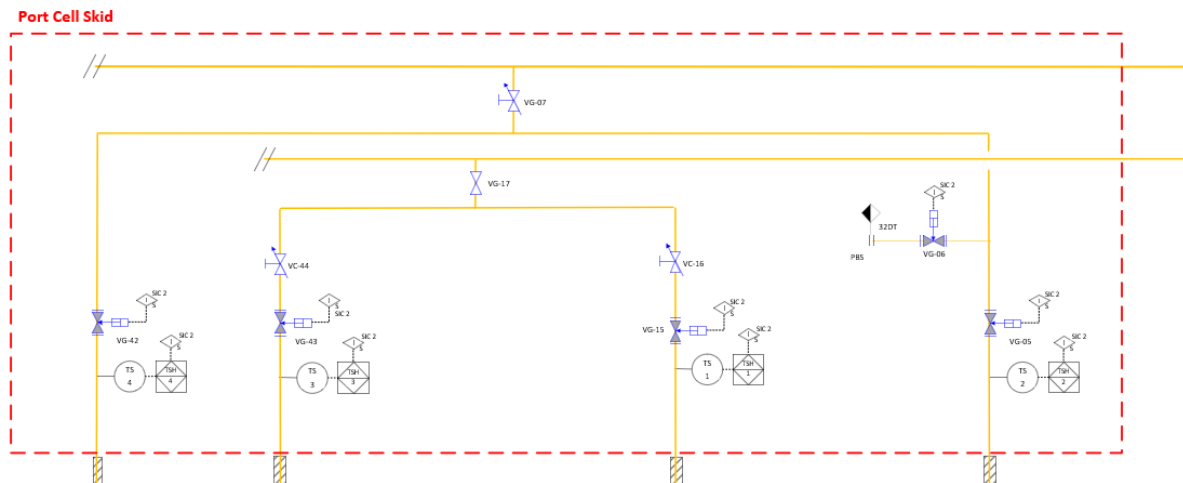 Port Cell Skid
VG-07
VG-17
SIC 2
I
S
32DT
PBS
VG-06
VC-44
VC-16
SIC 2
I
S
VG-42
SIC 2
I
S
VG-43
SIC 2
I
S
VG-15
SIC 2
I
S
VG-05
SIC 2
I
S
TS
4
TSH
4
SIC 2
I
S
TS
3
TSH
3
SIC 2
I
S
TS
1
TSH
1
SIC 2
I
S
TS
2
TSH
2